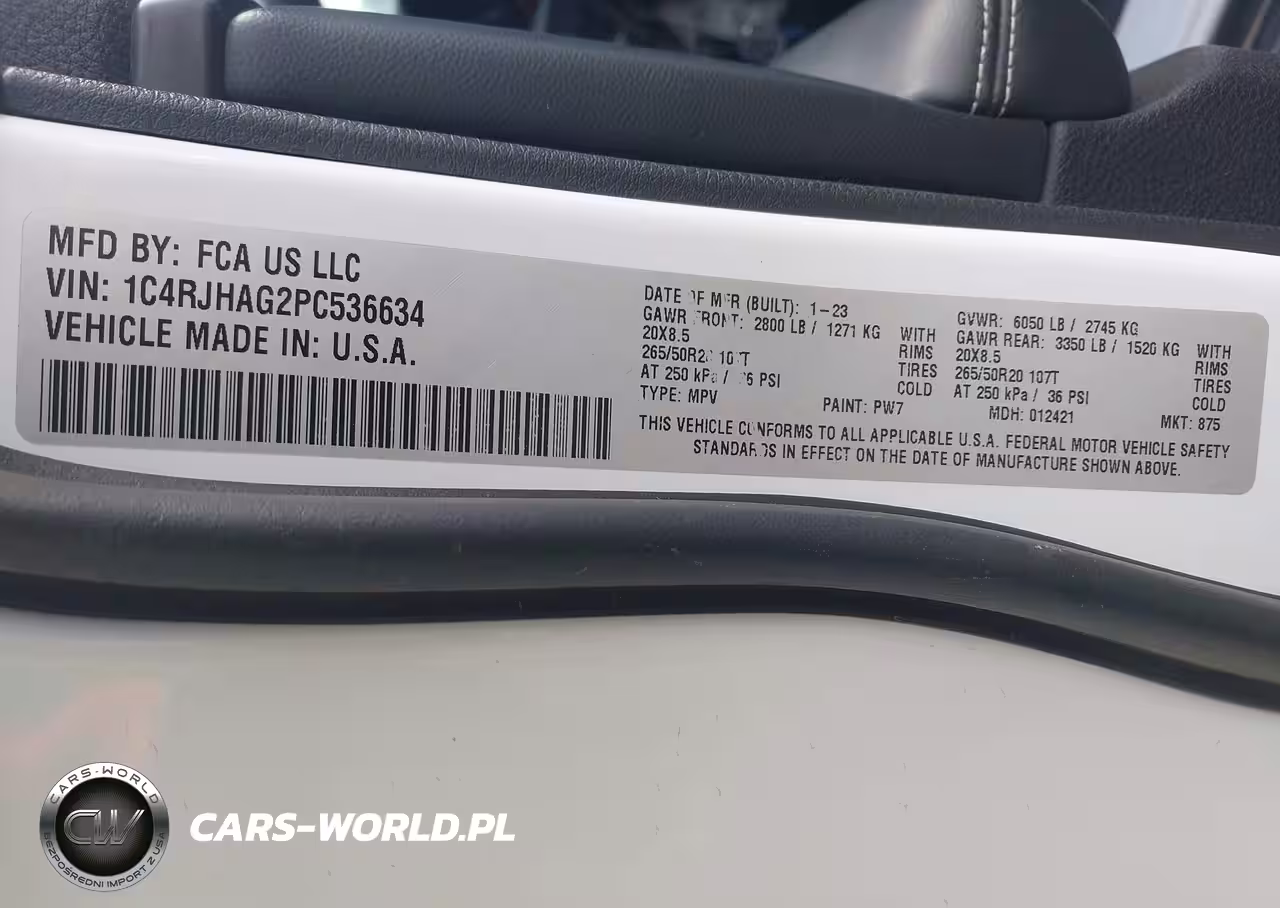 MFD BY: FCA US LLC
VIN: 1C4RJHAG2PC536634
VEHICLE MADE IN: U.S.A.
DATE OF MFR (BUILT): 1-23
GAWR FRONT: 2800 LB / 1271 KG WITH
20X8.5 RIMS
265/50R20 107T TIRES
AT 250 kPa / 36 PSI COLD
TYPE: MPV PAINT: PW7
GVWR: 6050 LB / 2745 KG
GAWR REAR: 3350 LB / 1520 KG WITH
20X8.5 RIMS
265/50R20 107T TIRES
AT 250 kPa / 36 PSI COLD
MDH: 012421 MKT: 875
THIS VEHICLE CONFORMS TO ALL APPLICABLE U.S.A. FEDERAL MOTOR VEHICLE SAFETY
STANDARDS IN EFFECT ON THE DATE OF MANUFACTURE SHOWN ABOVE.
CARS-WORLD
CW
BEZPOŚREDNI IMPORT Z USA
CARS-WORLD.PL